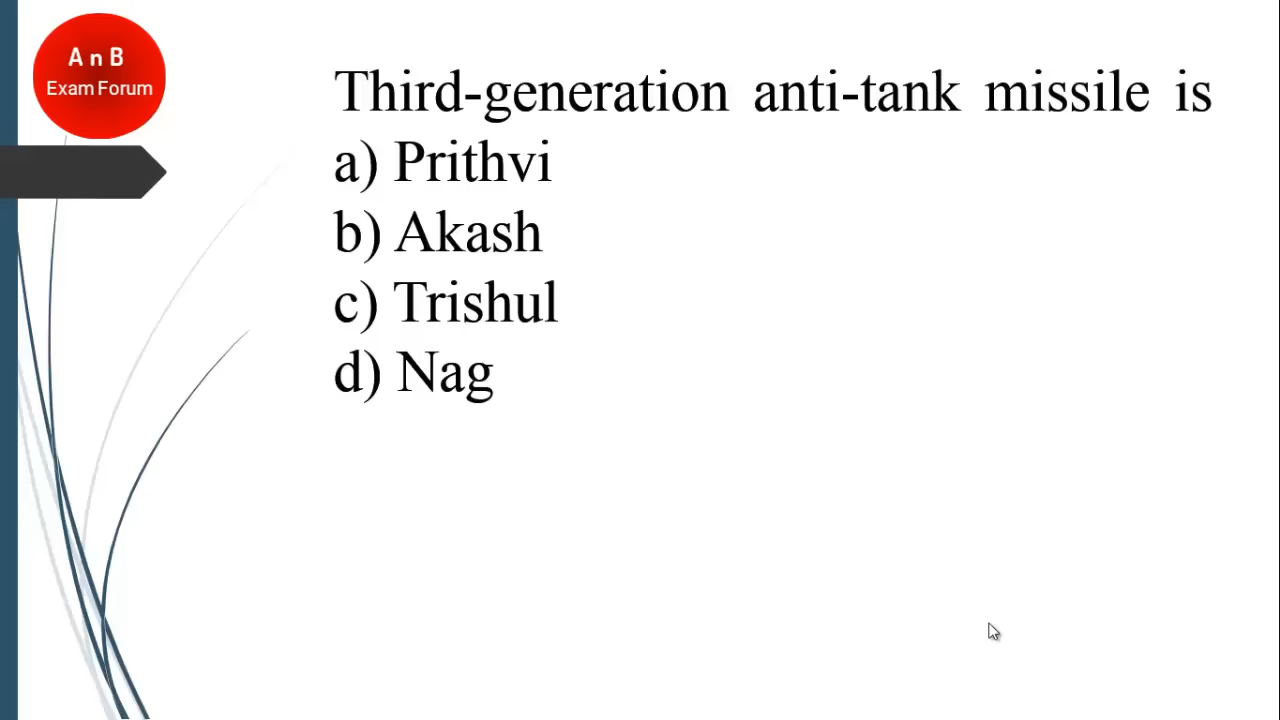 A n B
Exam Forum
Third-generation anti-tank missile is
a) Prithvi
b) Akash
c) Trishul
d) Nag